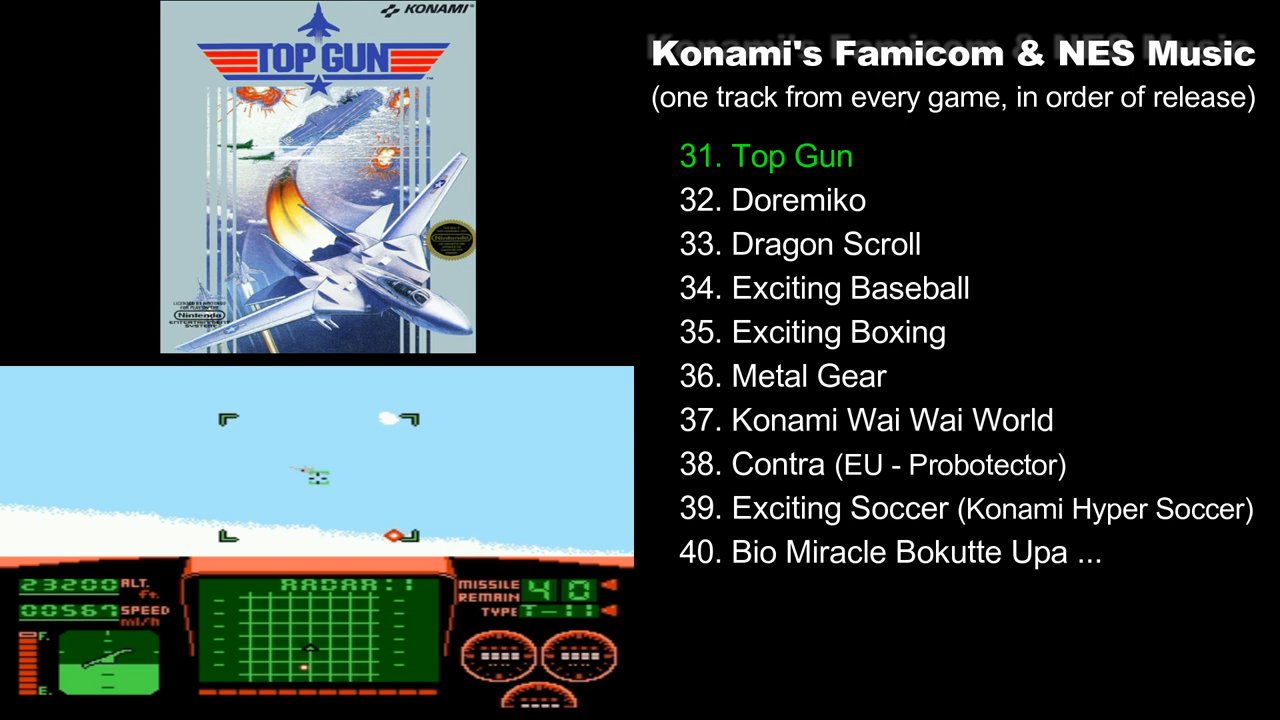 KONAMI
TOP GUN
Nintendo
LICENSED BY NINTENDO
FOR PLAY ON THE
Nintendo
ENTERTAINMENT
SYSTEM
Konami's Famicom & NES Music
(one track from every game, in order of release)
31. Top Gun
32. Doremiko
33. Dragon Scroll
34. Exciting Baseball
35. Exciting Boxing
36. Metal Gear
37. Konami Wai Wai World
38. Contra (EU - Probotector)
39. Exciting Soccer (Konami Hyper Soccer)
40. Bio Miracle Bokutte Upa ...
23200 ALT. ft.
00567 SPEED ml/h
F.
E.
RADAR:1
MISSILE REMAIN 40
TYPE T-11